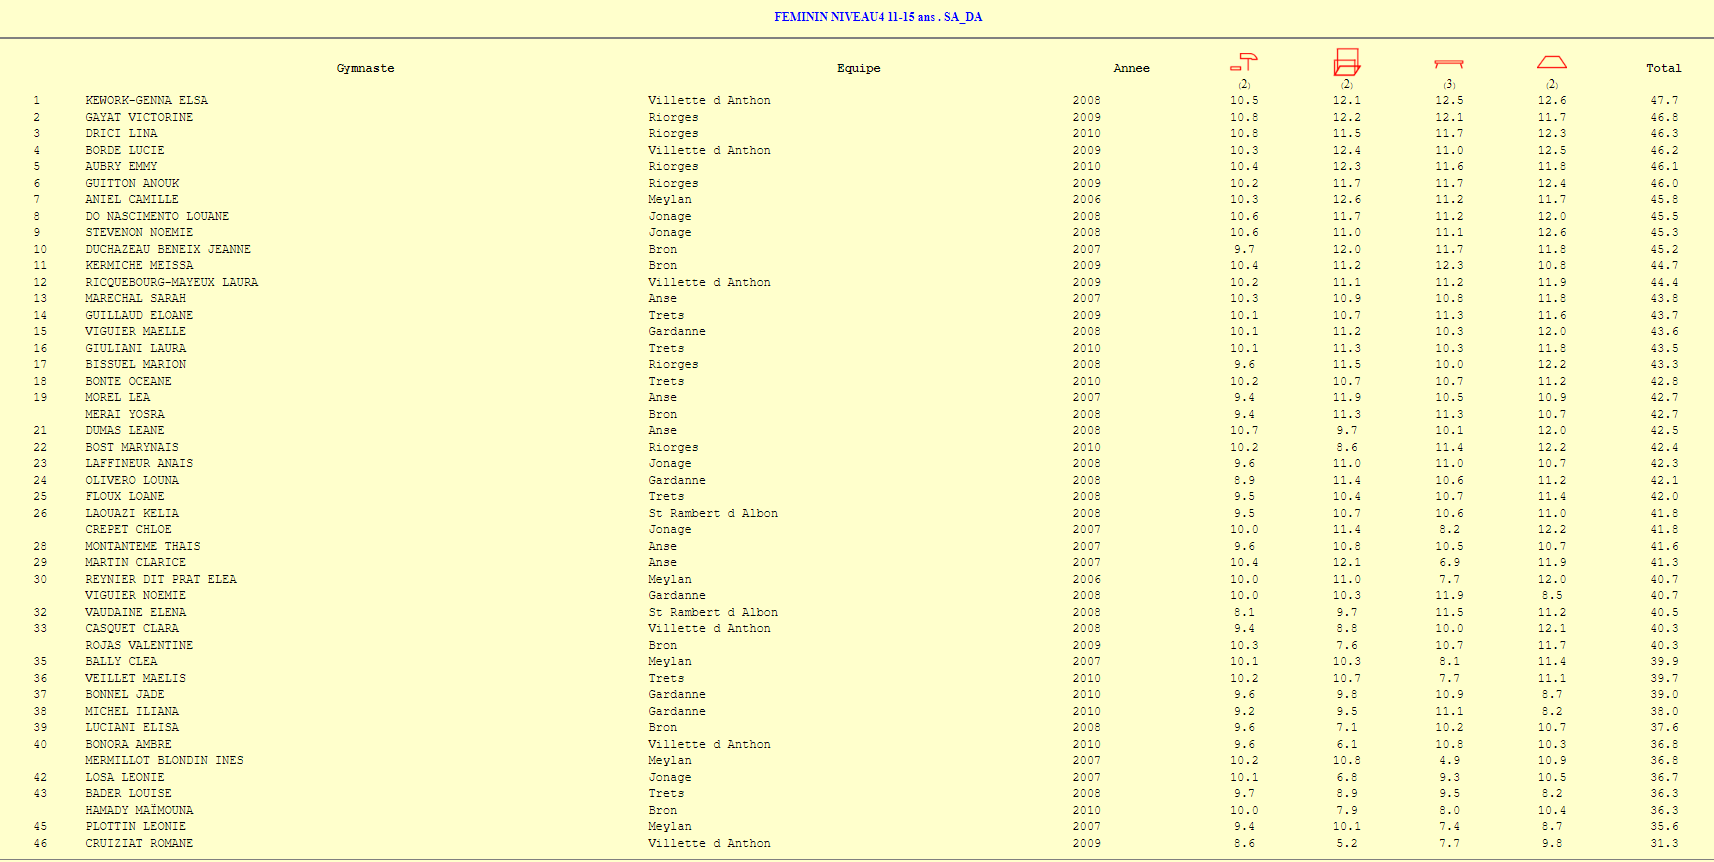 FEMININ NIVEAU4 11-15 ans . SA_DA
Gymnaste Equipe Annee Total
(2) (2) (3) (2)
1 KEWORK-GENNA ELSA Villette d Anthon 2008 10.5 12.1 12.5 12.6 47.7
2 GAYAT VICTORINE Riorges 2009 10.8 12.2 12.1 11.7 46.8
3 DRICI LINA Riorges 2010 10.8 11.5 11.7 12.3 46.3
4 BORDE LUCIE Villette d Anthon 2009 10.3 12.4 11.0 12.5 46.2
5 AUBRY EMMY Riorges 2010 10.4 12.3 11.6 11.8 46.1
6 GUITTON ANOUK Riorges 2009 10.2 11.7 11.7 12.4 46.0
7 ANIEL CAMILLE Meylan 2006 10.3 12.6 11.2 11.7 45.8
8 DO NASCIMENTO LOUANE Jonage 2008 10.6 11.7 11.2 12.0 45.5
9 STEVENON NOEMIE Jonage 2008 10.6 11.0 11.1 12.6 45.3
10 DUCHAZEAU BENEIX JEANNE Bron 2007 9.7 12.0 11.7 11.8 45.2
11 KERMICHE MEISSA Bron 2009 10.4 11.2 12.3 10.8 44.7
12 RICQUEBOURG-MAYEUX LAURA Villette d Anthon 2009 10.2 11.1 11.2 11.9 44.4
13 MARECHAL SARAH Anse 2007 10.3 10.9 10.8 11.8 43.8
14 GUILLAUD ELOANE Trets 2009 10.1 10.7 11.3 11.6 43.7
15 VIGUIER MAELLE Gardanne 2008 10.1 11.2 10.3 12.0 43.6
16 GIULIANI LAURA Trets 2010 10.1 11.3 10.3 11.8 43.5
17 BISSUEL MARION Riorges 2008 9.6 11.5 10.0 12.2 43.3
18 BONTE OCEANE Trets 2010 10.2 10.7 10.7 11.2 42.8
19 MOREL LEA Anse 2007 9.4 11.9 10.5 10.9 42.7
MERAI YOSRA Bron 2008 9.4 11.3 11.3 10.7 42.7
21 DUMAS LEANE Anse 2008 10.7 9.7 10.1 12.0 42.5
22 BOST MARYNAIS Riorges 2010 10.2 8.6 11.4 12.2 42.4
23 LAFFINEUR ANAIS Jonage 2008 9.6 11.0 11.0 10.7 42.3
24 OLIVERO LOUNA Gardanne 2008 8.9 11.4 10.6 11.2 42.1
25 FLOUX LOANE Trets 2008 9.5 10.4 10.7 11.4 42.0
26 LAOUAZI KELIA St Rambert d Albon 2008 9.5 10.7 10.6 11.0 41.8
CREPET CHLOE Jonage 2007 10.0 11.4 8.2 12.2 41.8
28 MONTANTEME THAIS Anse 2007 9.6 10.8 10.5 10.7 41.6
29 MARTIN CLARICE Anse 2007 10.4 12.1 6.9 11.9 41.3
30 REYNIER DIT PRAT ELEA Meylan 2006 10.0 11.0 7.7 12.0 40.7
VIGUIER NOEMIE Gardanne 2008 10.0 10.3 11.9 8.5 40.7
32 VAUDAINE ELENA St Rambert d Albon 2008 8.1 9.7 11.5 11.2 40.5
33 CASQUET CLARA Villette d Anthon 2008 9.4 8.8 10.0 12.1 40.3
ROJAS VALENTINE Bron 2009 10.3 7.6 10.7 11.7 40.3
35 BALLY CLEA Meylan 2007 10.1 10.3 8.1 11.4 39.9
36 VEILLET MAELIS Trets 2010 10.2 10.7 7.7 11.1 39.7
37 BONNEL JADE Gardanne 2010 9.6 9.8 10.9 8.7 39.0
38 MICHEL ILIANA Gardanne 2010 9.2 9.5 11.1 8.2 38.0
39 LUCIANI ELISA Bron 2008 9.6 7.1 10.2 10.7 37.6
40 BONORA AMBRE Villette d Anthon 2010 9.6 6.1 10.8 10.3 36.8
MERMILLOT BLONDIN INES Meylan 2007 10.2 10.8 4.9 10.9 36.8
42 LOSA LEONIE Jonage 2007 10.1 6.8 9.3 10.5 36.7
43 BADER LOUISE Trets 2008 9.7 8.9 9.5 8.2 36.3
HAMADY MAÏMOUNA Bron 2010 10.0 7.9 8.0 10.4 36.3
45 PLOTTIN LEONIE Meylan 2007 9.4 10.1 7.4 8.7 35.6
46 CRUIZIAT ROMANE Villette d Anthon 2009 8.6 5.2 7.7 9.8 31.3